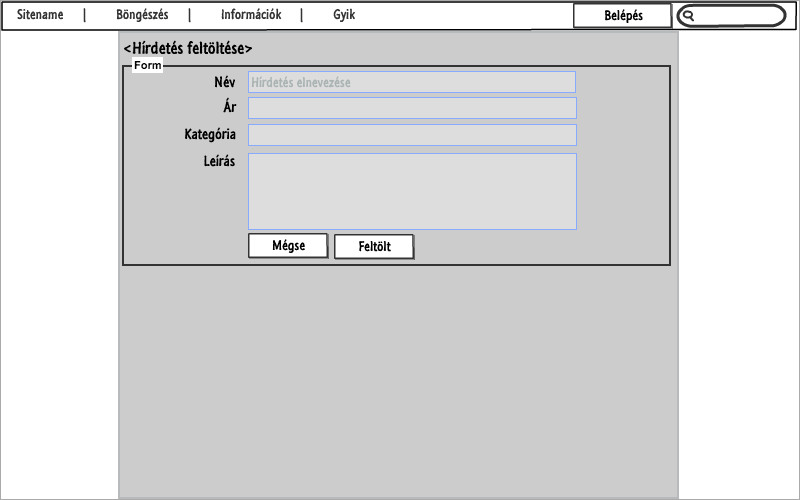 Sitename | Böngészés | Információk | Gyik Belépés
<Hírdetés feltöltése>
Form
Név Hírdetés elnevezése
Ár
Kategória
Leírás
Mégse Feltölt